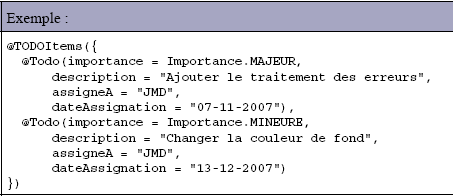 Exemple :
@TODOItems({
@Todo(importance = Importance.MAJEUR,
description = "Ajouter le traitement des erreurs",
assigneA = "JMD",
dateAssignation = "07-11-2007"),
@Todo(importance = Importance.MINEURE,
description = "Changer la couleur de fond",
assigneA = "JMD",
dateAssignation = "13-12-2007")
})